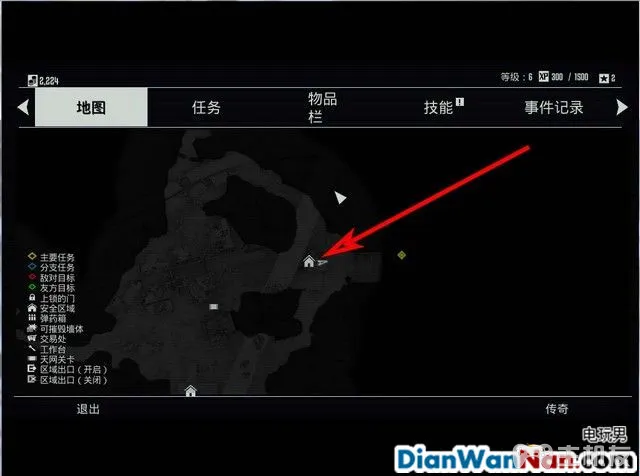 2,224
等级：6 XP 300 / 1500 ★2
地图
任务
物品
栏
技能!
事件记录
主要任务
分支任务
敌对目标
友方目标
上锁的门
安全区域
弹药箱
可摧毁墙体
交易处
工作台
天网关卡
区域出口（开启）
区域出口（关闭）
退出
传奇
电玩男
DianWanNan.com